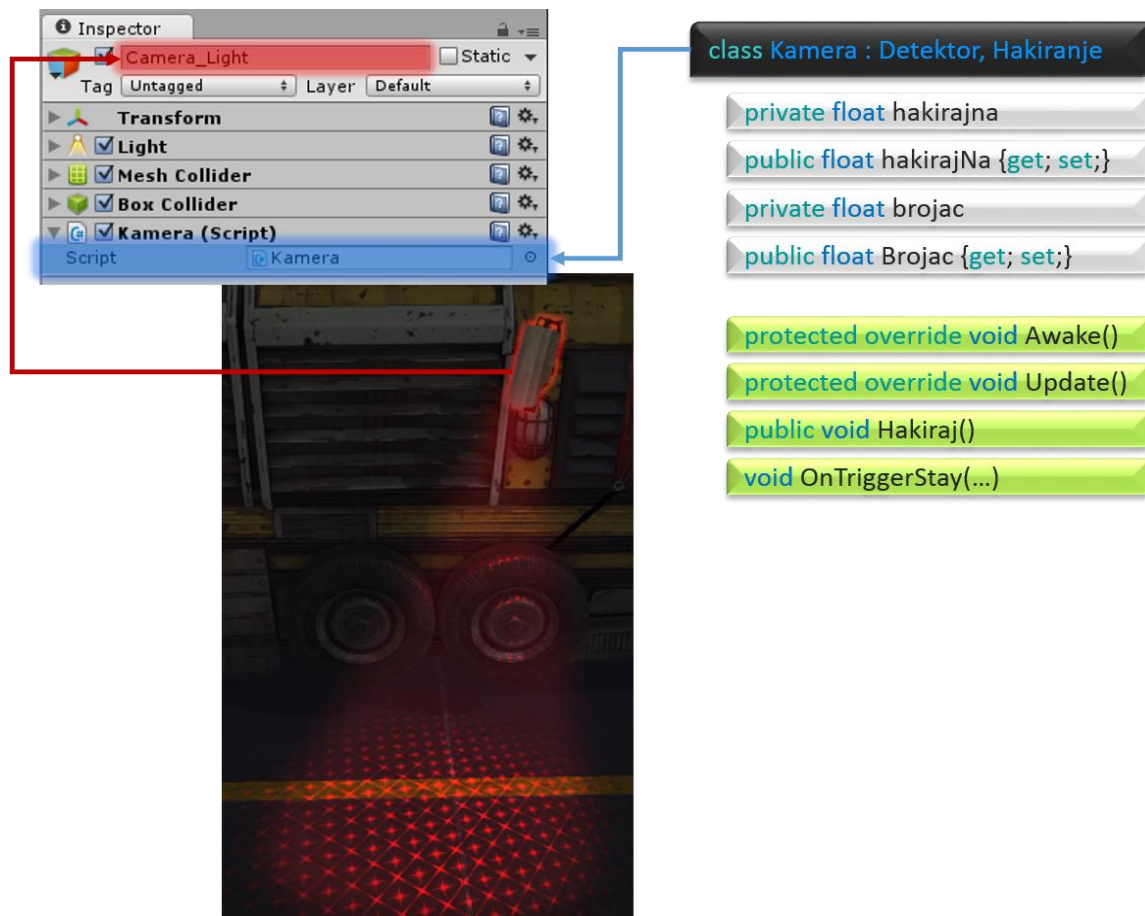 Inspector
Camera_Light
Static
Tag Untagged Layer Default
Transform
Light
Mesh Collider
Box Collider
Kamera (Script)
Script Kamera
class Kamera : Detektor, Hakiranje
private float hakirajna
public float hakirajNa {get; set;}
private float brojac
public float Brojac {get; set;}
protected override void Awake()
protected override void Update()
public void Hakiraj()
void OnTriggerStay(...)